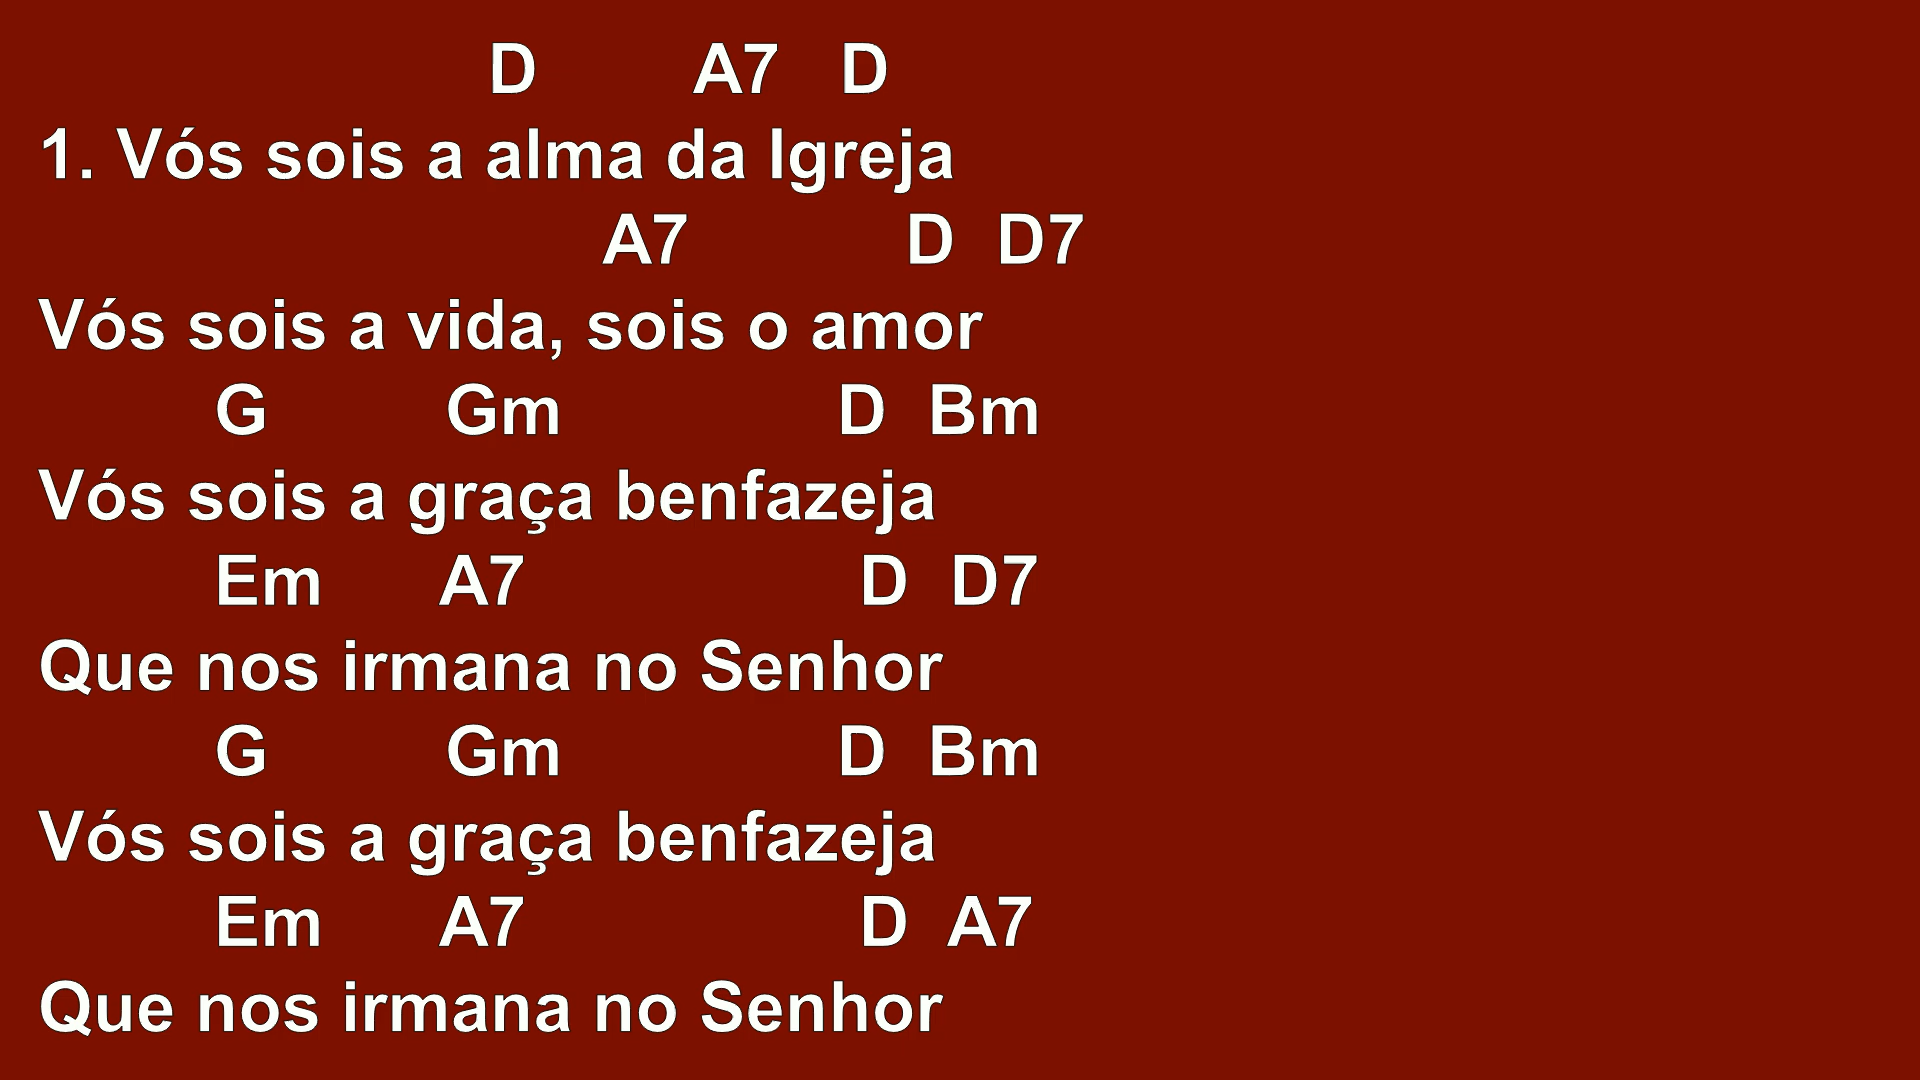 D A7 D
1. Vós sois a alma da Igreja
A7 D D7
Vós sois a vida, sois o amor
G Gm D Bm
Vós sois a graça benfazeja
Em A7 D D7
Que nos irmana no Senhor
G Gm D Bm
Vós sois a graça benfazeja
Em A7 D A7
Que nos irmana no Senhor